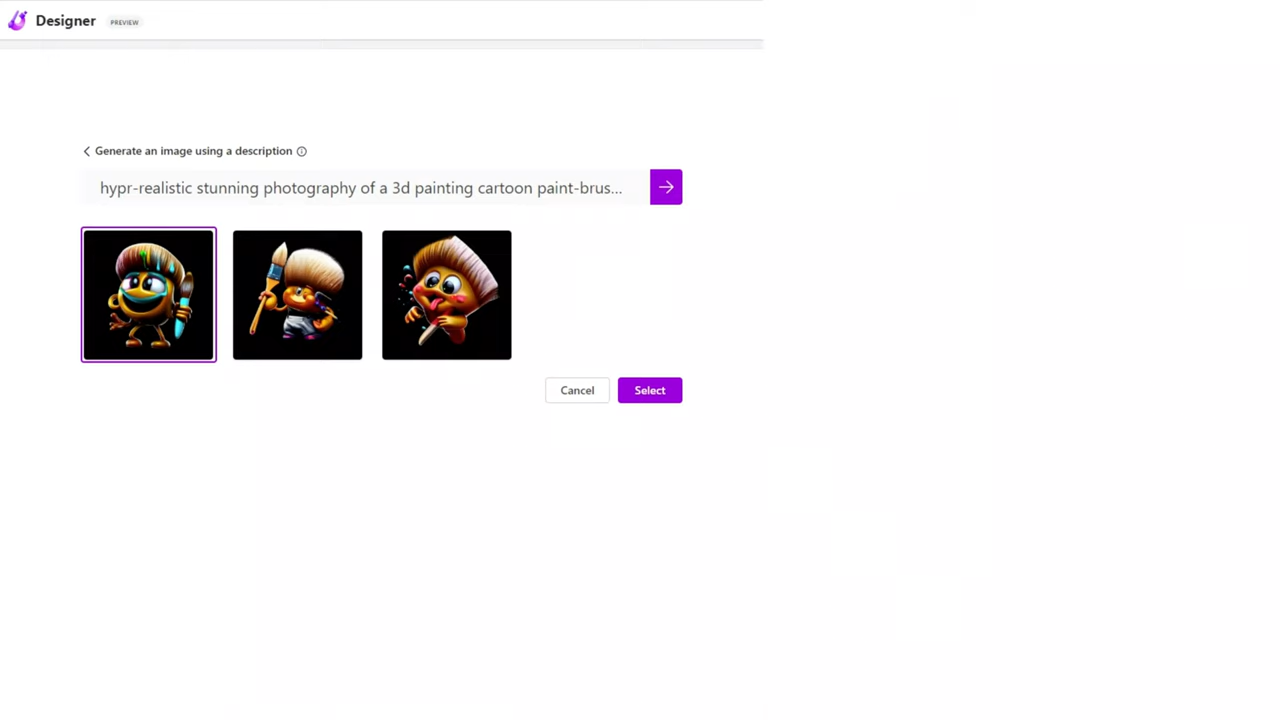 Designer PREVIEW
Generate an image using a description
hypr-realistic stunning photography of a 3d painting cartoon paint-brus...
Cancel Select